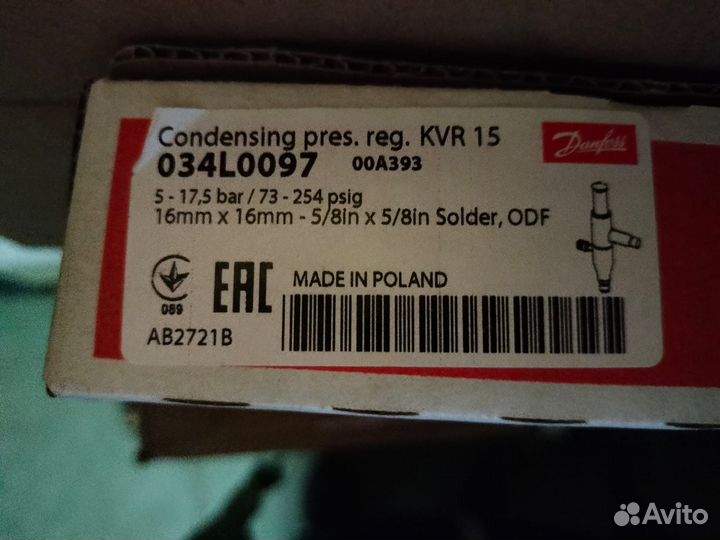 Condensing pres. reg. KVR 15
034L0097 00A393
Danfoss
5 - 17,5 bar / 73 - 254 psig
16mm x 16mm - 5/8in x 5/8in Solder, ODF
089
EAC
MADE IN POLAND
AB2721B
Avito